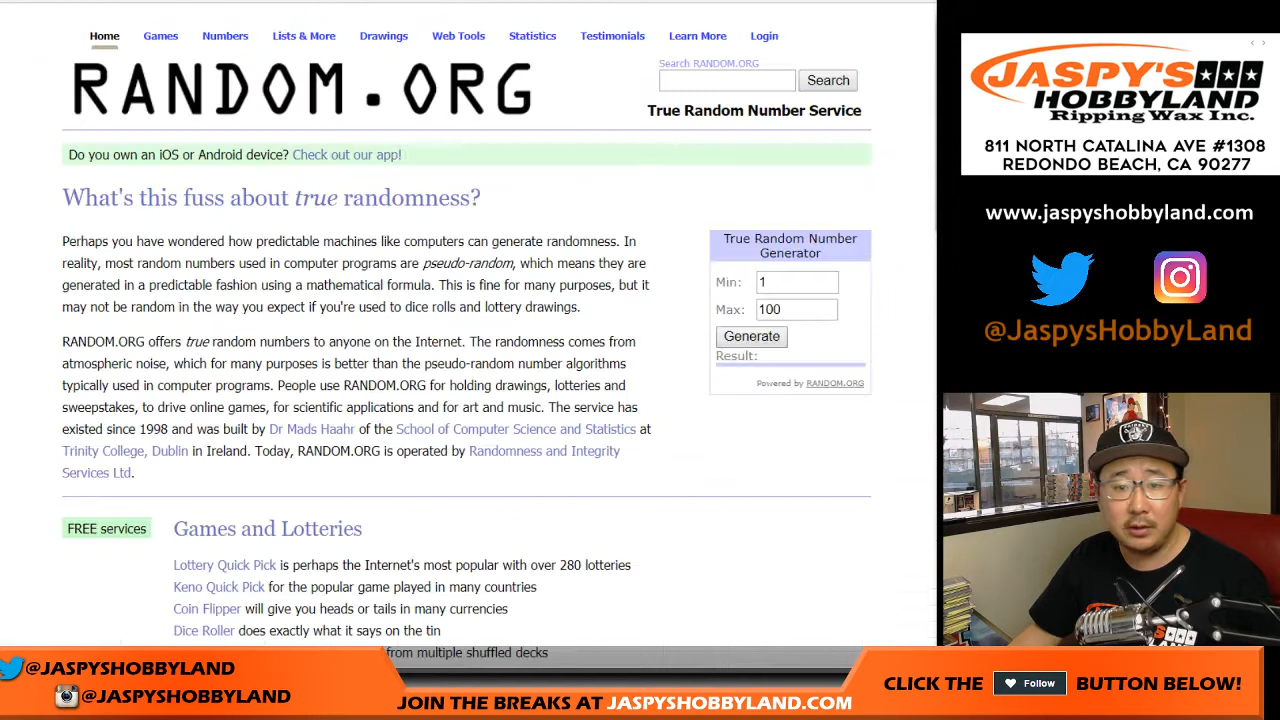 Home Games Numbers Lists & More Drawings Web Tools Statistics Testimonials Learn More Login
RANDOM.ORG
Search RANDOM.ORG
Search
True Random Number Service
Do you own an iOS or Android device? Check out our app!
What's this fuss about true randomness?
Perhaps you have wondered how predictable machines like computers can generate randomness. In
reality, most random numbers used in computer programs are pseudo-random, which means they are
generated in a predictable fashion using a mathematical formula. This is fine for many purposes, but it
may not be random in the way you expect if you're used to dice rolls and lottery drawings.
RANDOM.ORG offers true random numbers to anyone on the Internet. The randomness comes from
atmospheric noise, which for many purposes is better than the pseudo-random number algorithms
typically used in computer programs. People use RANDOM.ORG for holding drawings, lotteries and
sweepstakes, to drive online games, for scientific applications and for art and music. The service has
existed since 1998 and was built by Dr Mads Haahr of the School of Computer Science and Statistics at
Trinity College, Dublin in Ireland. Today, RANDOM.ORG is operated by Randomness and Integrity
Services Ltd.
True Random Number
Generator
Min: 1
Max: 100
Generate
Result:
Powered by RANDOM.ORG
FREE services
Games and Lotteries
Lottery Quick Pick is perhaps the Internet's most popular with over 280 lotteries
Keno Quick Pick for the popular game played in many countries
Coin Flipper will give you heads or tails in many currencies
Dice Roller does exactly what it says on the tin
from multiple shuffled decks
JASPY'S
HOBBYLAND
Ripping Wax Inc.
811 NORTH CATALINA AVE #1308
REDONDO BEACH, CA 90277
www.jaspyshobbyland.com
@JaspysHobbyLand
@JASPYSHOBBYLAND
@JASPYSHOBBYLAND
JOIN THE BREAKS AT JASPYSHOBBYLAND.COM
CLICK THE Follow BUTTON BELOW!